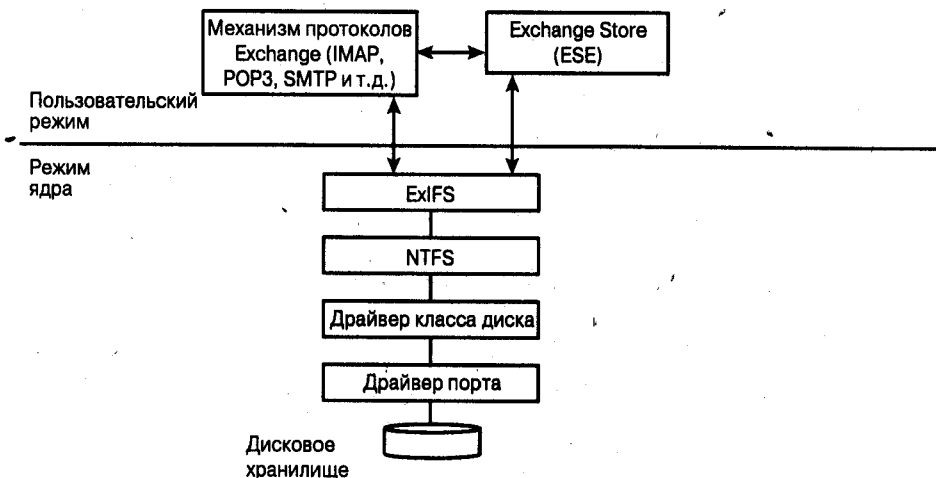 Механизм протоколов
Exchange (IMAP,
POP3, SMTP и т.д.)
Exchange Store
(ESE)
Пользовательский
режим
Режим
ядра
ExIFS
NTFS
Драйвер класса диска
Драйвер порта
Дисковое
хранилище